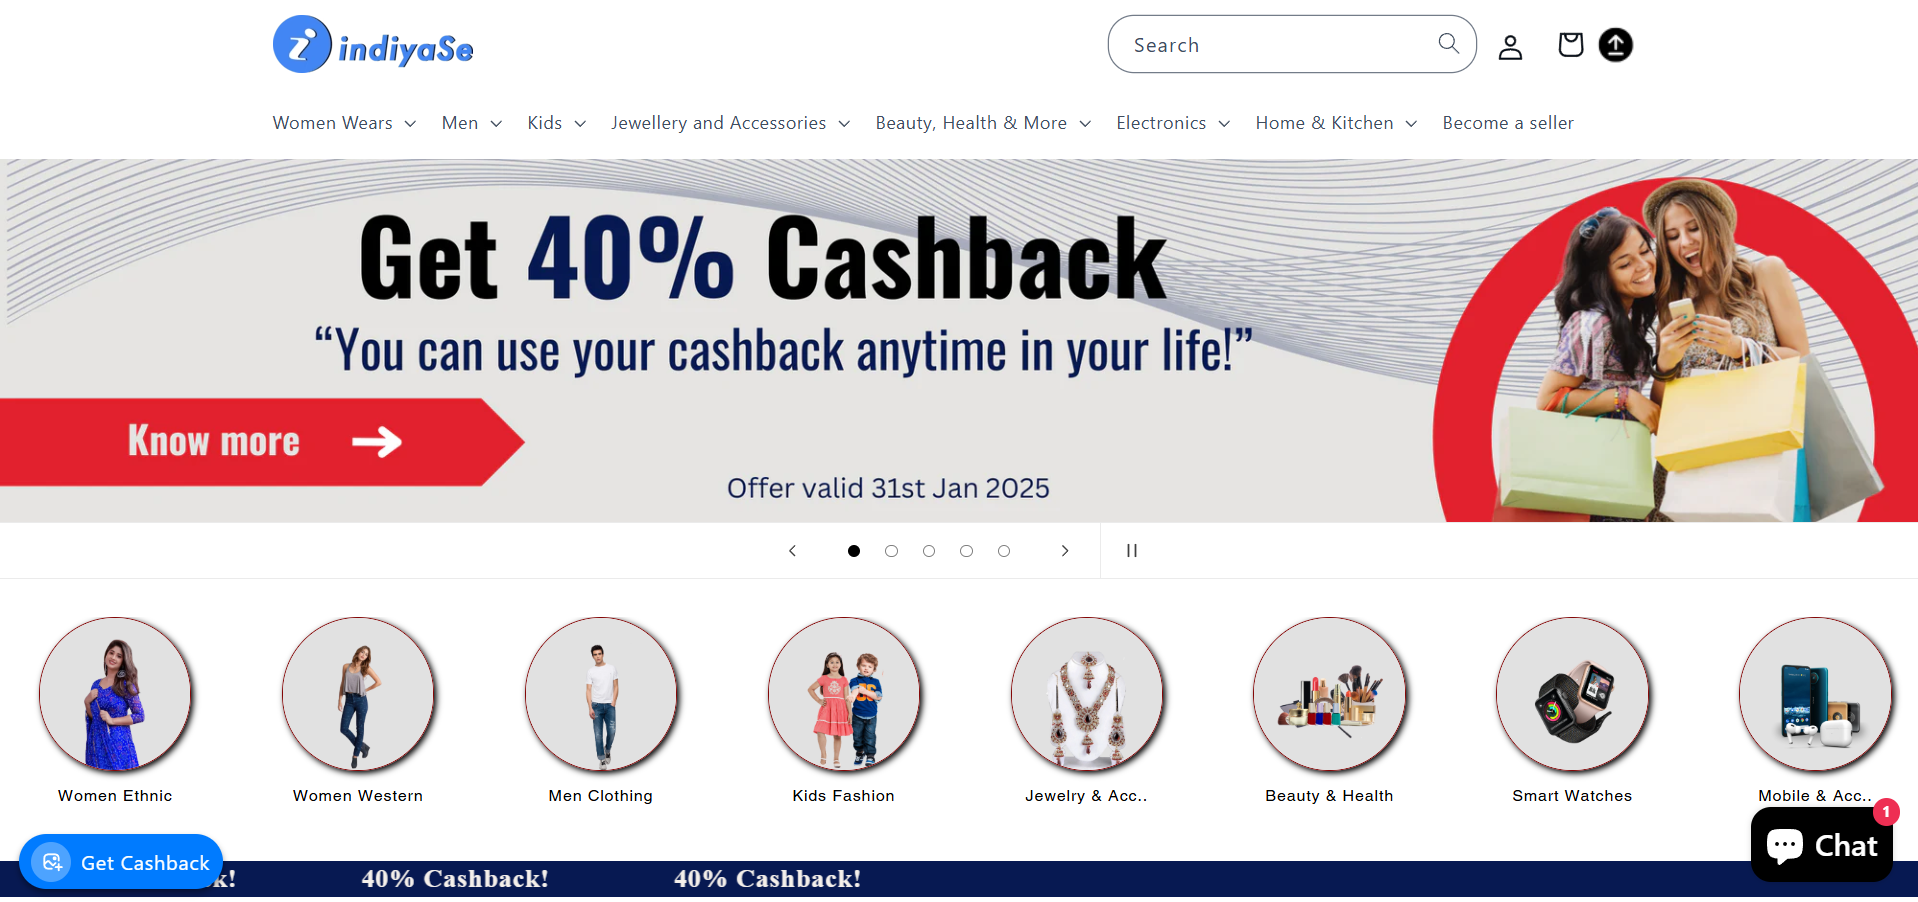 indiyaSe
Search
Women Wears
Men
Kids
Jewellery and Accessories
Beauty, Health & More
Electronics
Home & Kitchen
Become a seller
Get 40% Cashback
“You can use your cashback anytime in your life!”
Know more
Offer valid 31st Jan 2025
Women Ethnic
Women Western
Men Clothing
Kids Fashion
Jewelry & Acc..
Beauty & Health
Smart Watches
Mobile & Acc..
1
Chat
Get Cashback
k!
40% Cashback!
40% Cashback!